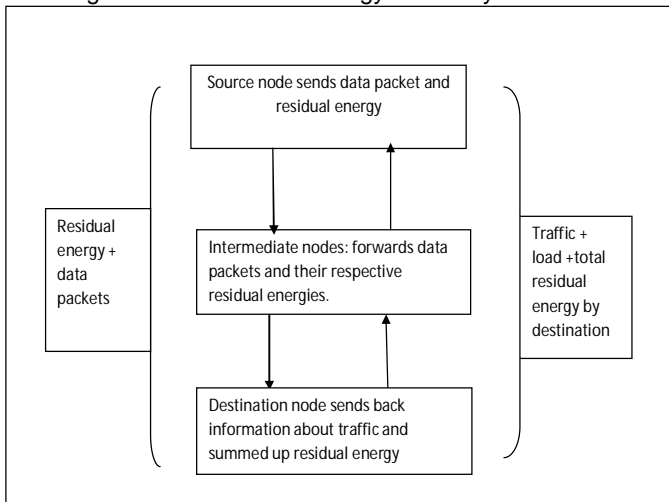 Source node sends data packet and
residual energy
Residual
energy +
data
packets
Intermediate nodes: forwards data
packets and their respective
residual energies.
Traffic +
load +total
residual
energy by
destination
Destination node sends back
information about traffic and
summed up residual energy